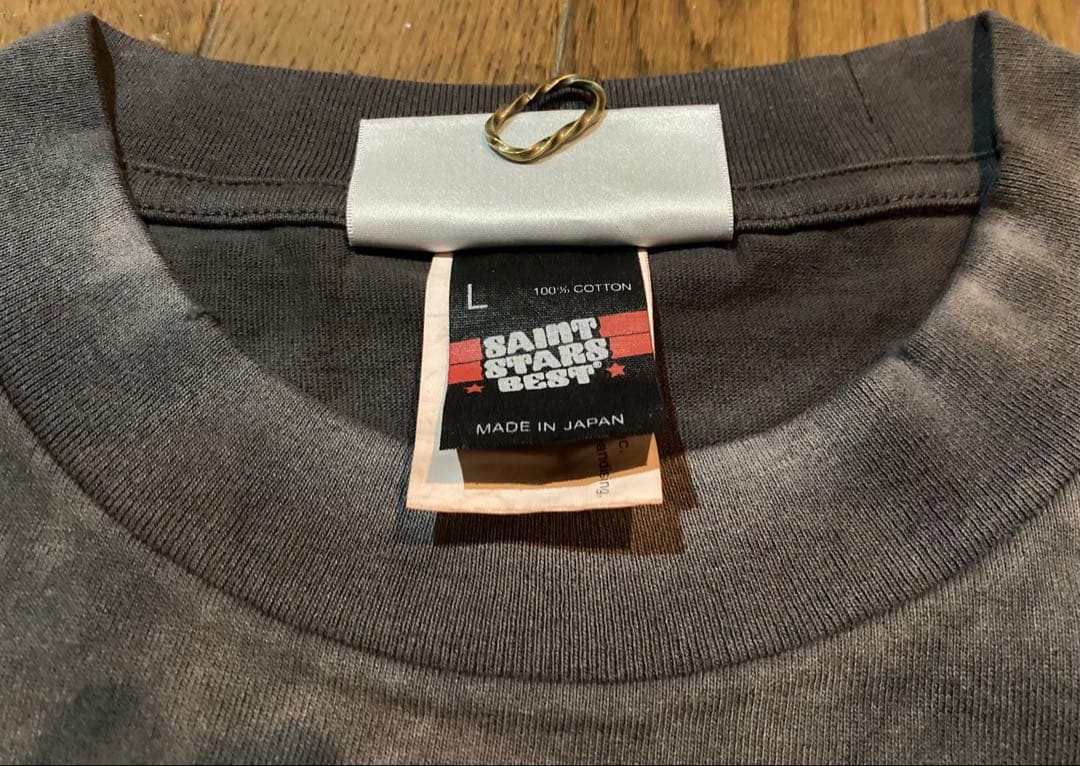 L
100% COTTON
SAINT
STARS
BEST®
MADE IN JAPAN